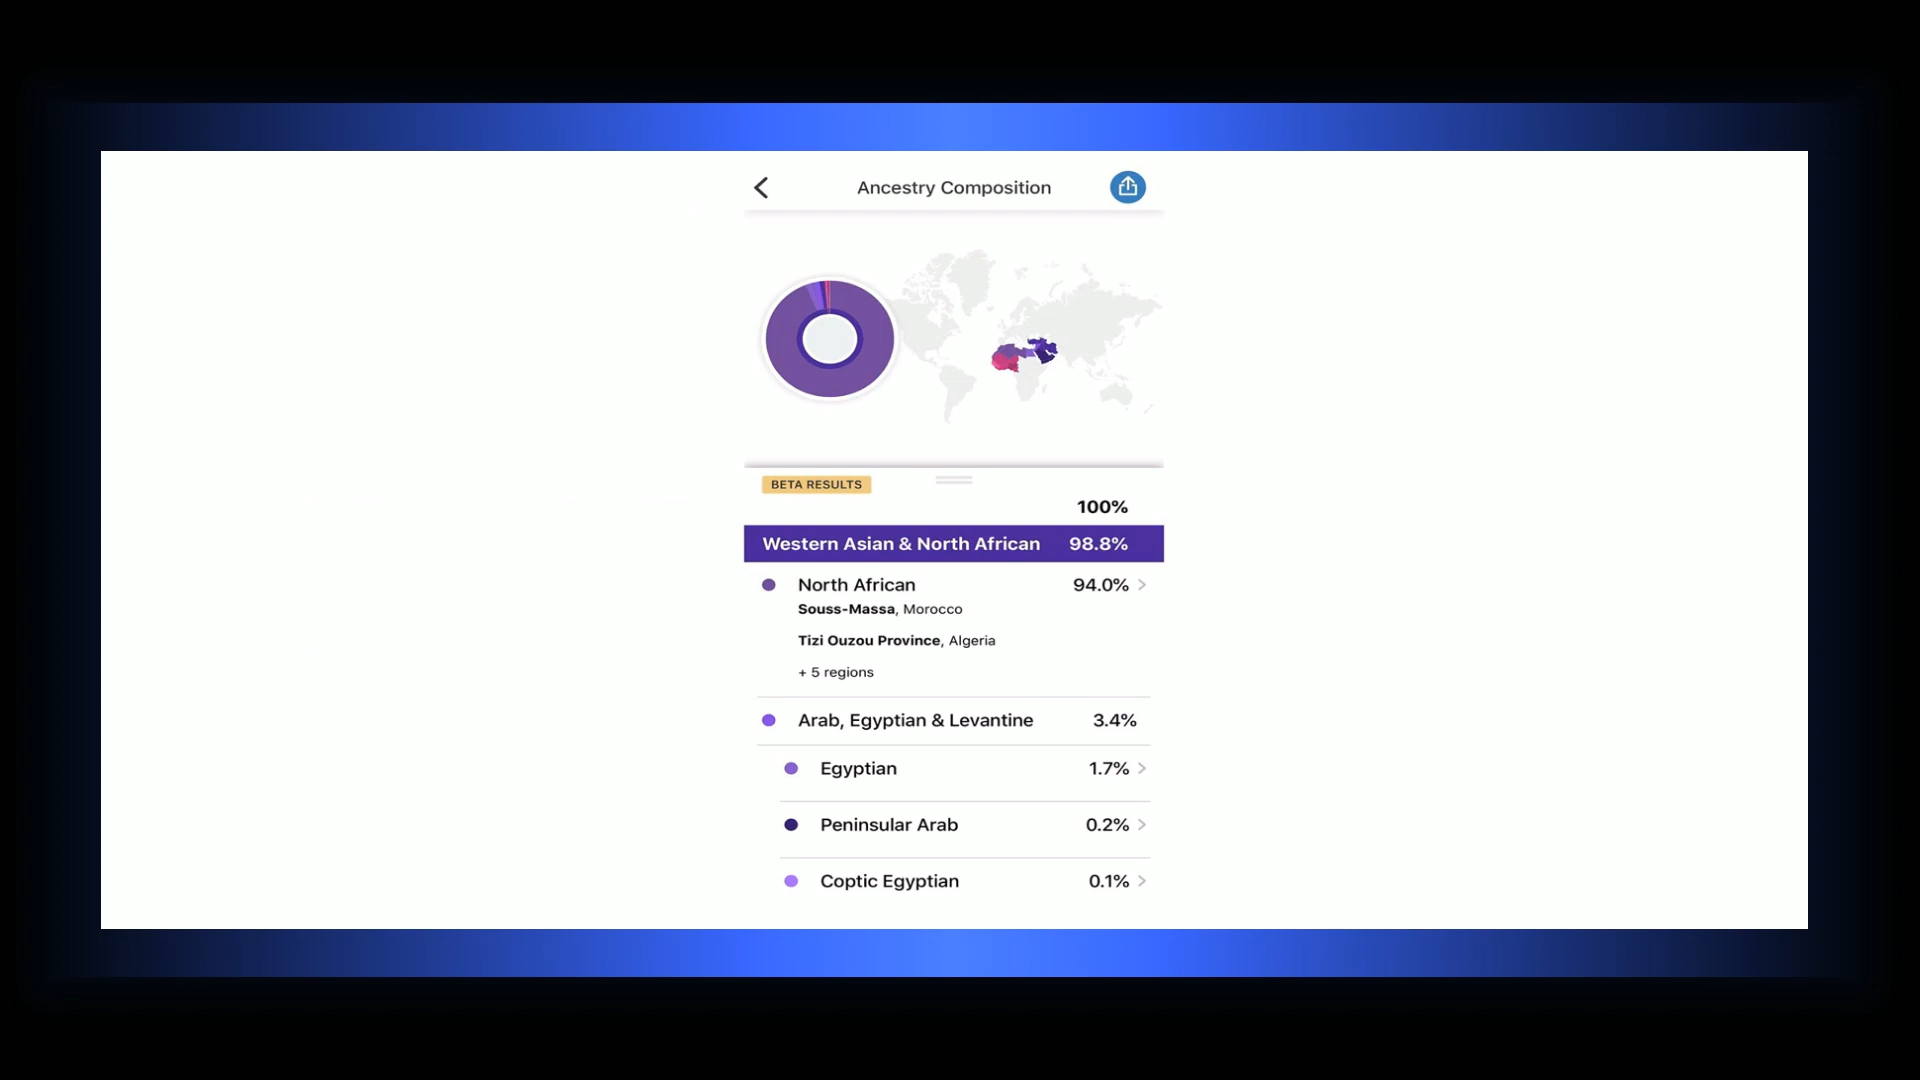 Ancestry Composition
BETA RESULTS
100%
Western Asian & North African 98.8%
North African 94.0%
Souss-Massa, Morocco
Tizi Ouzou Province, Algeria
+ 5 regions
Arab, Egyptian & Levantine 3.4%
Egyptian 1.7%
Peninsular Arab 0.2%
Coptic Egyptian 0.1%